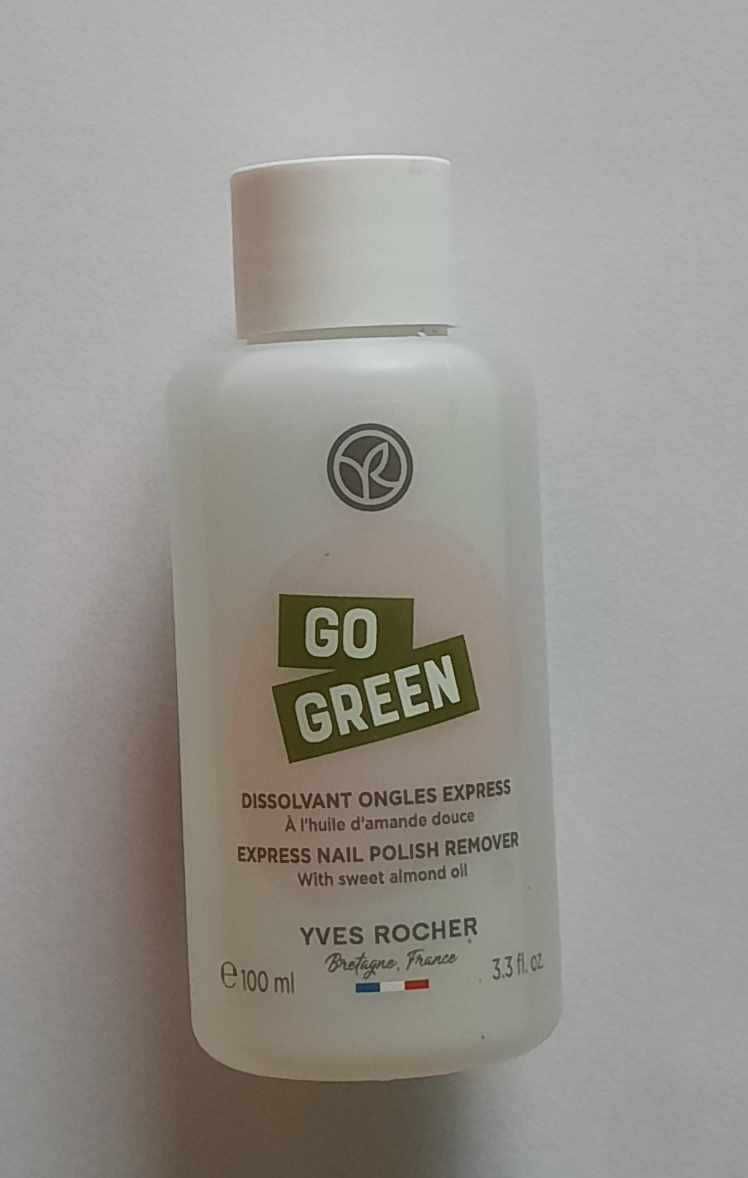 GO
GREEN
DISSOLVANT ONGLES EXPRESS
À l'huile d'amande douce
EXPRESS NAIL POLISH REMOVER
With sweet almond oil
YVES ROCHER
Bretagne, France
℮100 ml 3.3 fl. oz